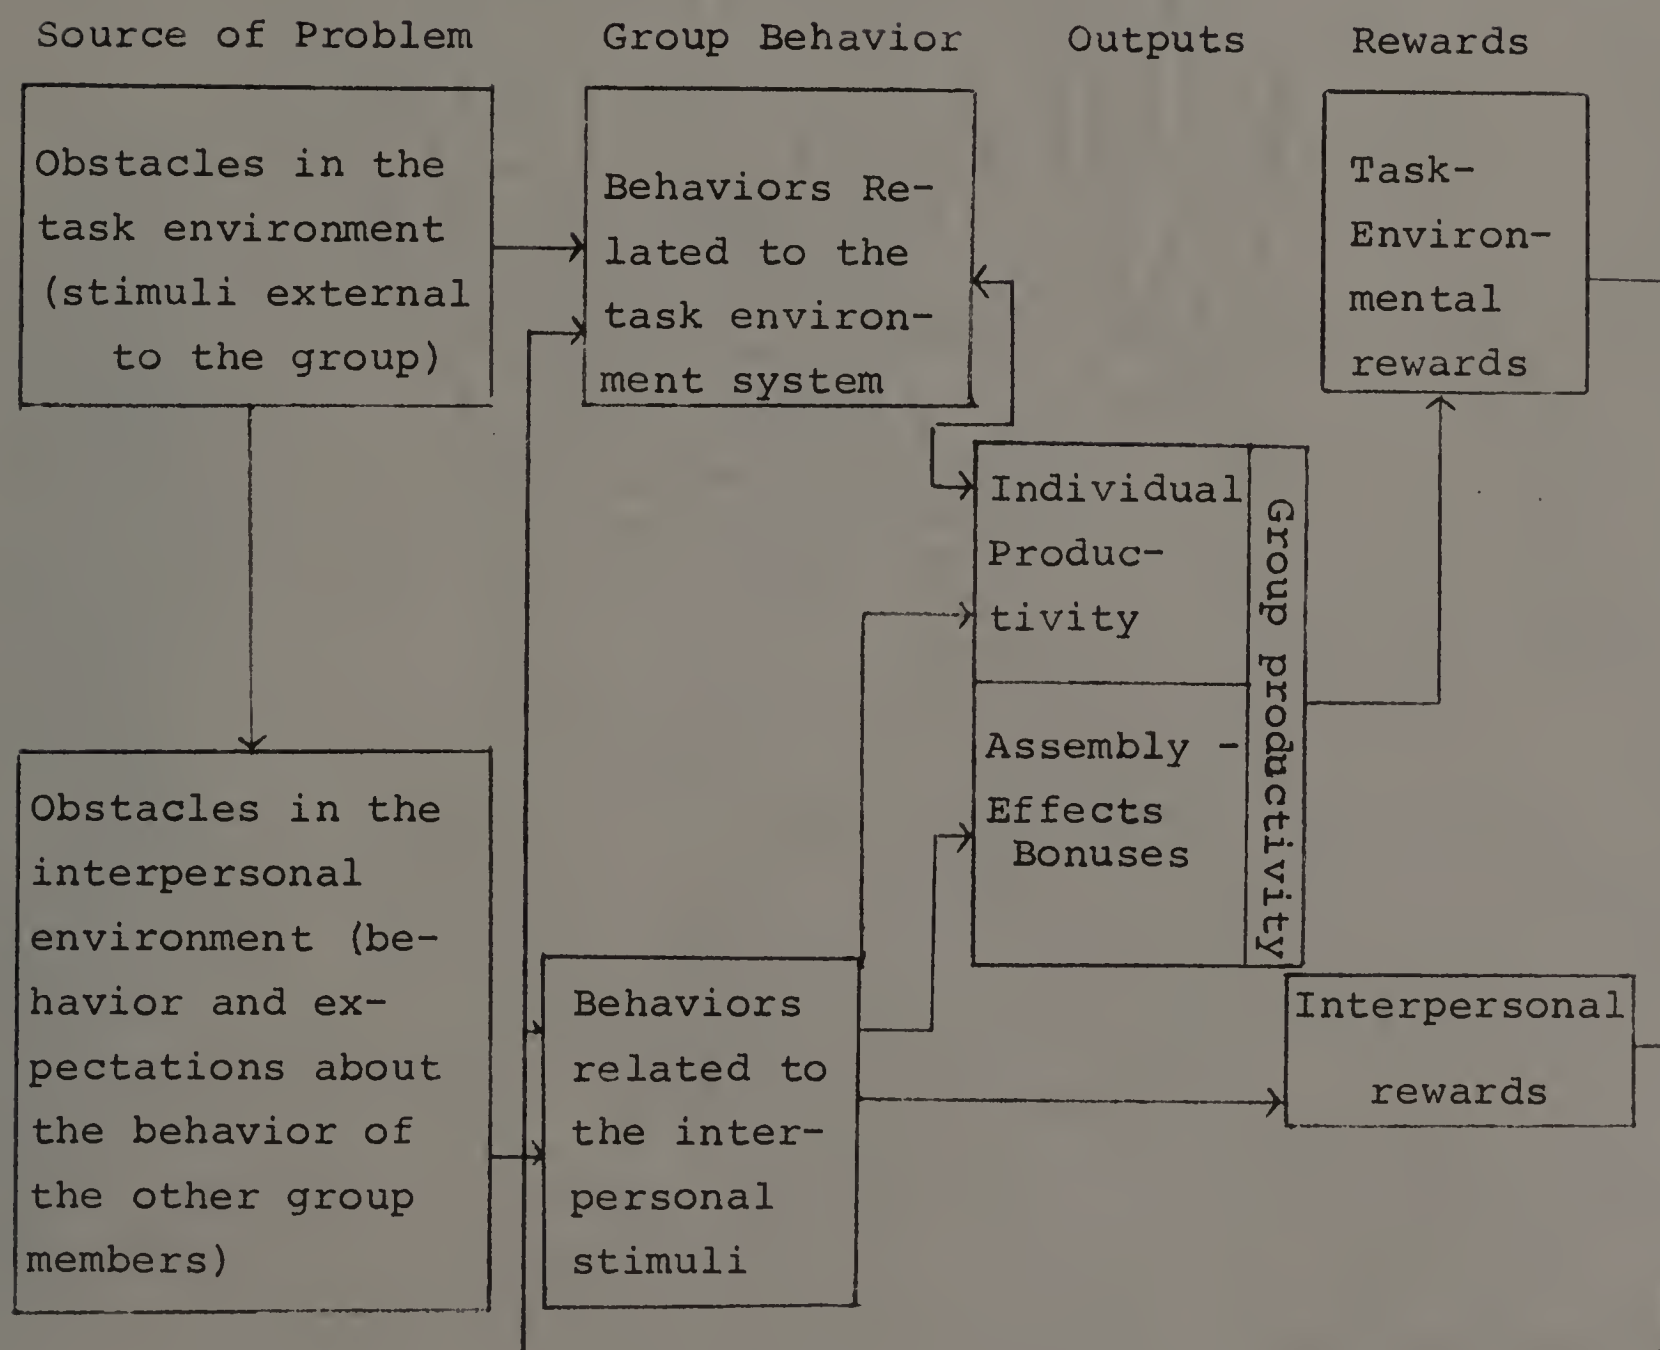 Source of Problem
Group Behavior
Outputs
Rewards
Obstacles in the
task environment
(stimuli external
to the group)
Behaviors Re-
lated to the
task environ-
ment system
Task-
Environ-
mental
rewards
Individual
Produc-
tivity
Assembly -
Effects
Bonuses
Group productivity
Obstacles in the
interpersonal
environment (be-
havior and ex-
pectations about
the behavior of
the other group
members)
Behaviors
related to
the inter-
personal
stimuli
Interpersonal
rewards